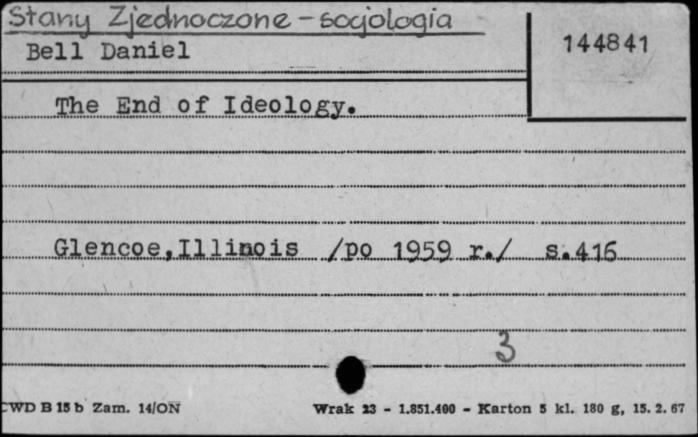 Stany Zjednoczone - socjologia
Bell Daniel
144841
The End of Ideology.
Glencoe,Illinois /po 1959 r./ s.416
3
CWD B 15 b Zam. 14/ON
Wrak 23 - 1.851.400 - Karton 5 kl. 180 g, 15. 2. 67